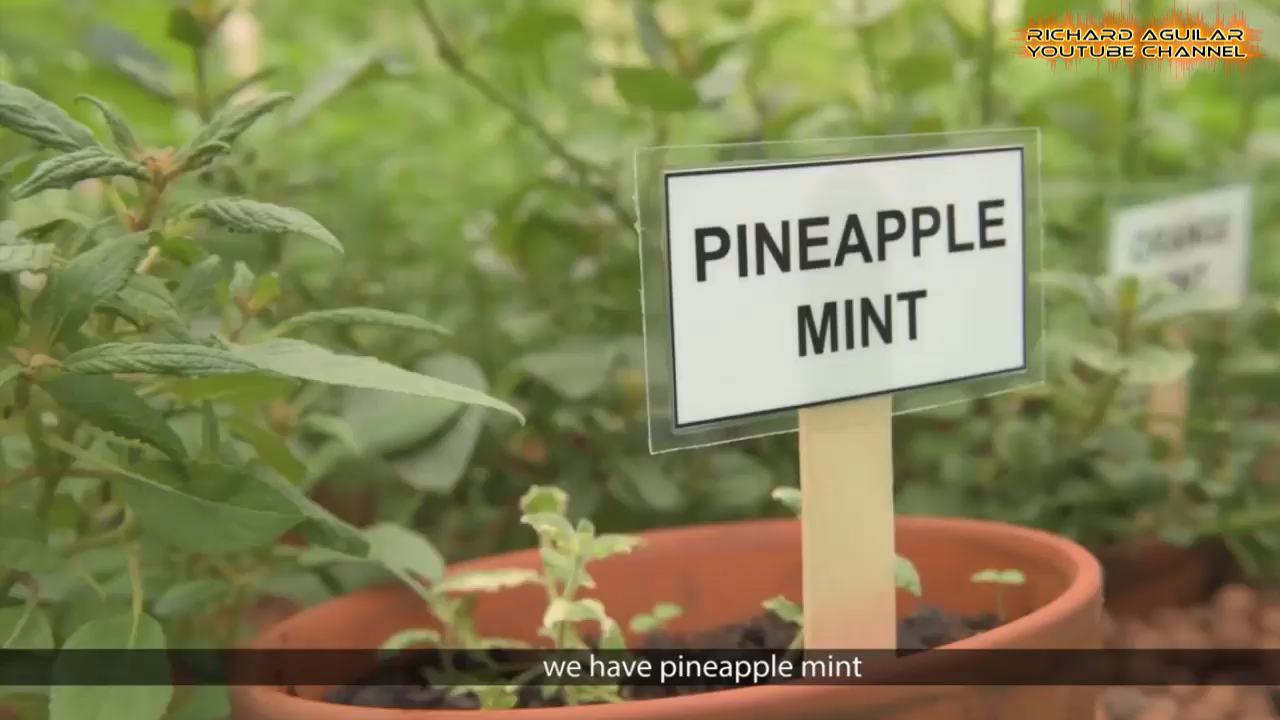 RICHARD AGUILAR
YOUTUBE CHANNEL
PINEAPPLE
MINT
we have pineapple mint